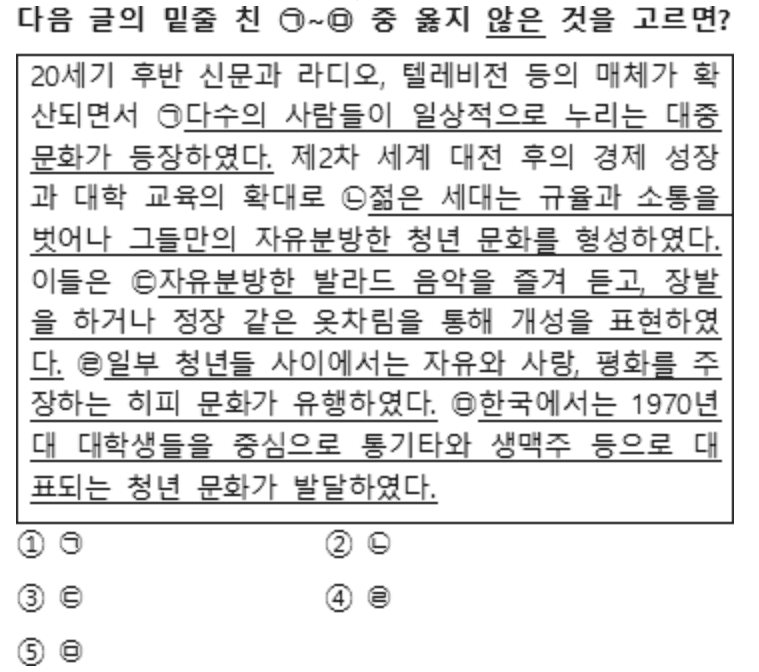 다음 글의 밑줄 친 ㉠~㉤ 중 옳지 않은 것을 고르면?
20세기 후반 신문과 라디오, 텔레비전 등의 매체가 확
산되면서 ㉠다수의 사람들이 일상적으로 누리는 대중
문화가 등장하였다. 제2차 세계 대전 후의 경제 성장
과 대학 교육의 확대로 ㉡젊은 세대는 규율과 소통을
벗어나 그들만의 자유분방한 청년 문화를 형성하였다.
이들은 ㉢자유분방한 발라드 음악을 즐겨 듣고, 장발
을 하거나 정장 같은 옷차림을 통해 개성을 표현하였
다. ㉣일부 청년들 사이에서는 자유와 사랑, 평화를 주
장하는 히피 문화가 유행하였다. ㉤한국에서는 1970년
대 대학생들을 중심으로 통기타와 생맥주 등으로 대
표되는 청년 문화가 발달하였다.
① ㉠ ② ㉡
③ ㉢ ④ ㉣
⑤ ㉤